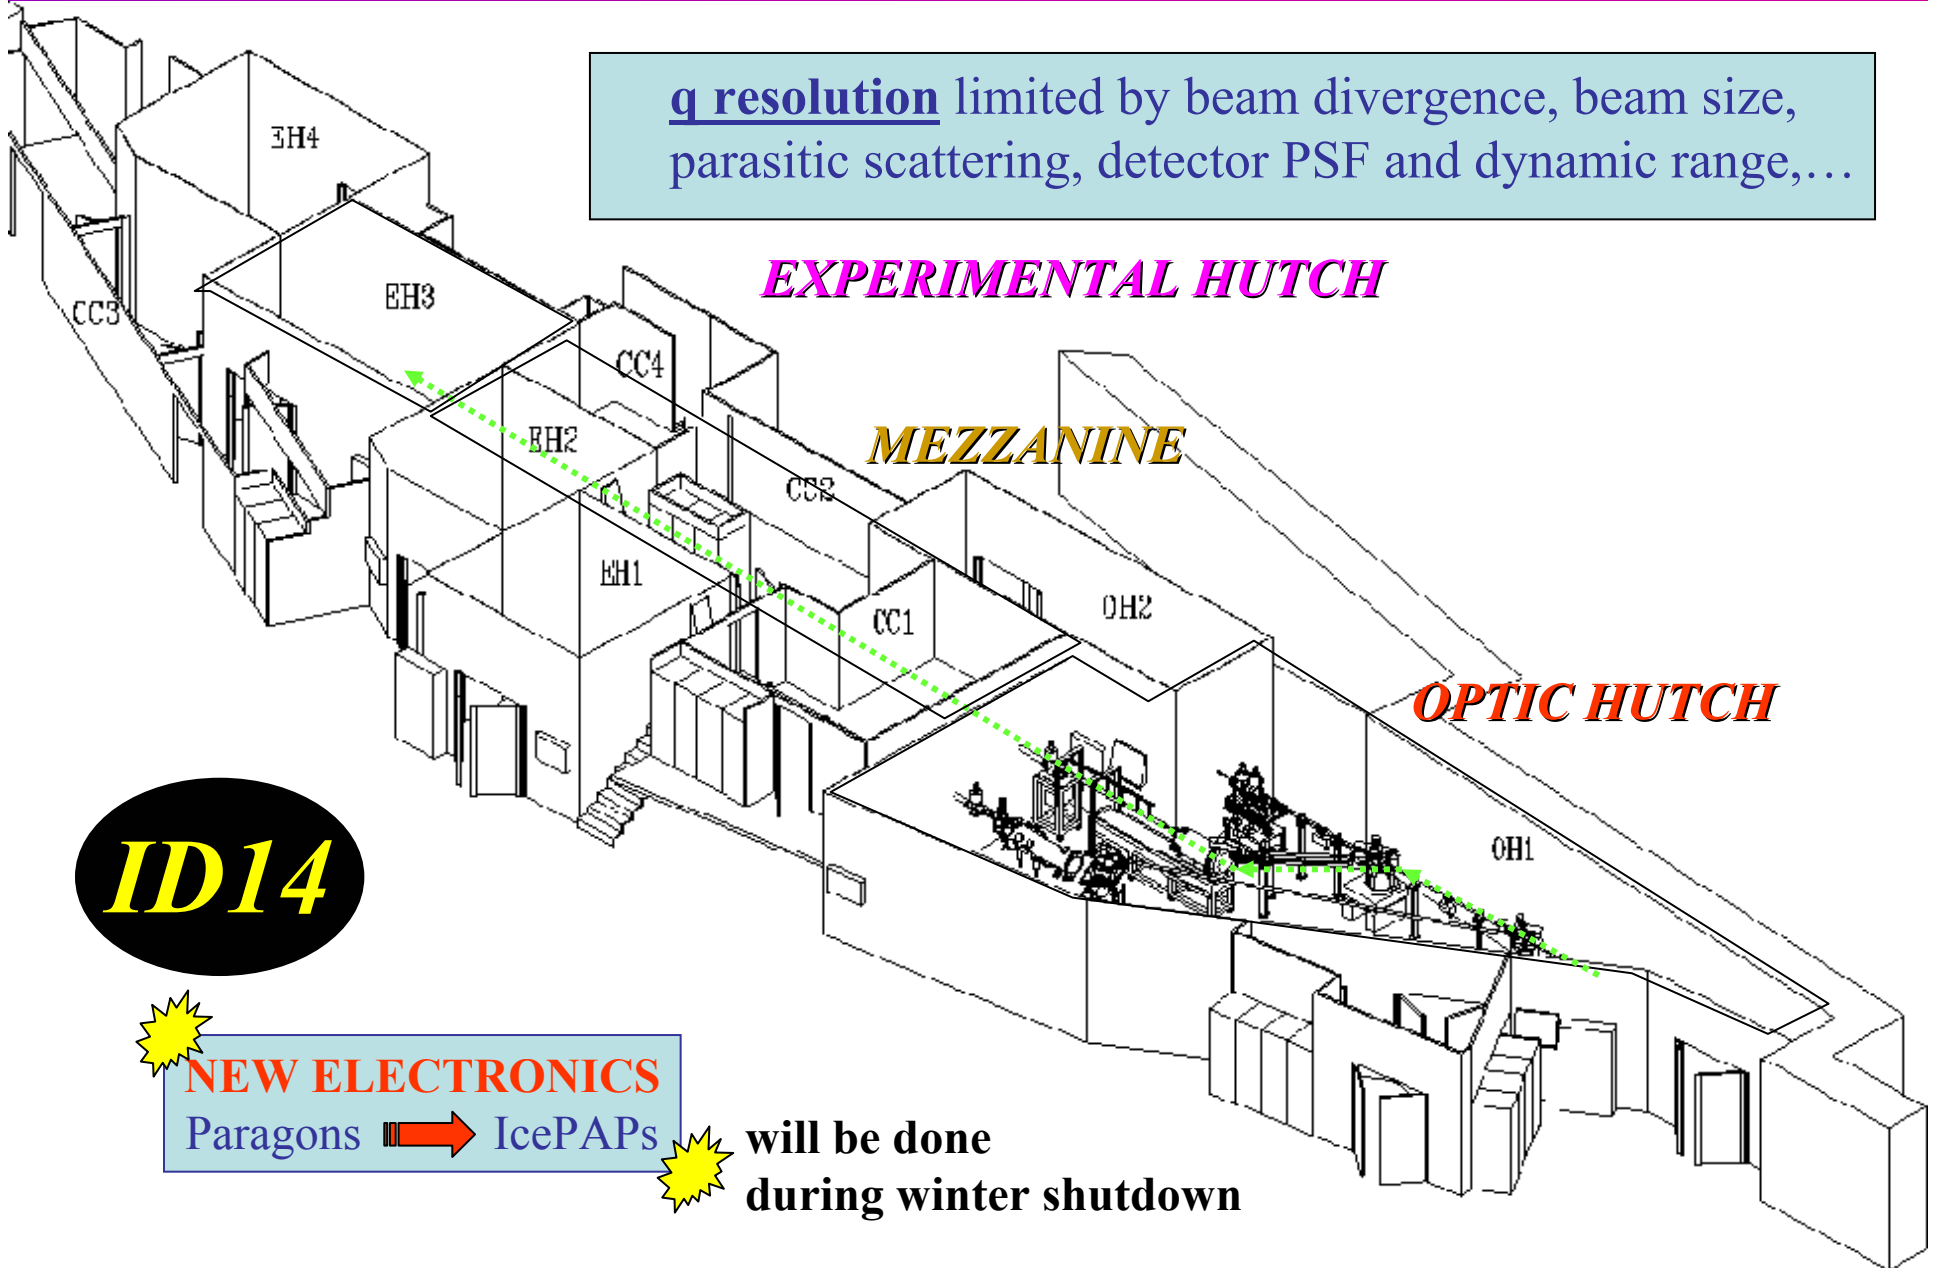 q resolution limited by beam divergence, beam size,
parasitic scattering, detector PSF and dynamic range,…
EH4
EXPERIMENTAL HUTCH
EH3
CC3
CC4
EH2
MEZZANINE
CC2
EH1
CC1
OH2
OPTIC HUTCH
OH1
ID14
NEW ELECTRONICS
Paragons IcePAPs
will be done
during winter shutdown